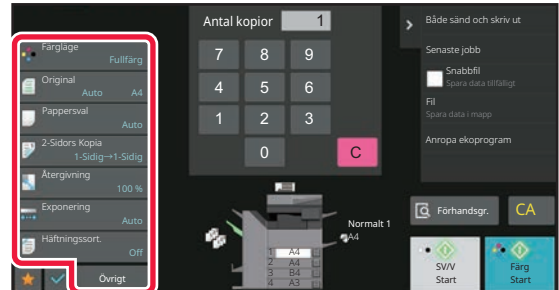 Färgläge
Fullfärg
Original
Auto A4
Pappersval
Auto
2-Sidors Kopia
1-Sidig→1-Sidig
Återgivning
100 %
Exponering
Auto
Häftningssort.
Off
Övrigt
Antal kopior 1
7 8 9
4 5 6
1 2 3
0 C
Normalt 1
A4
1 A4
2 A4
3 B4
4 A3
Både sänd och skriv ut
Senaste jobb
Snabbfil
Spara data tillfälligt
Fil
Spara data i mapp
Anropa ekoprogram
Förhandsgr. CA
SV/V
Start
Färg
Start